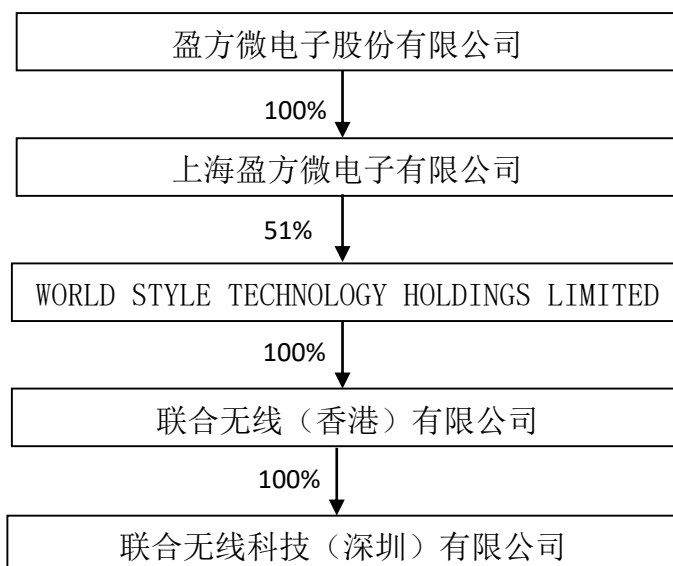 盈方微电子股份有限公司
100%
上海盈方微电子有限公司
51%
WORLD STYLE TECHNOLOGY HOLDINGS LIMITED
100%
联合无线（香港）有限公司
100%
联合无线科技（深圳）有限公司